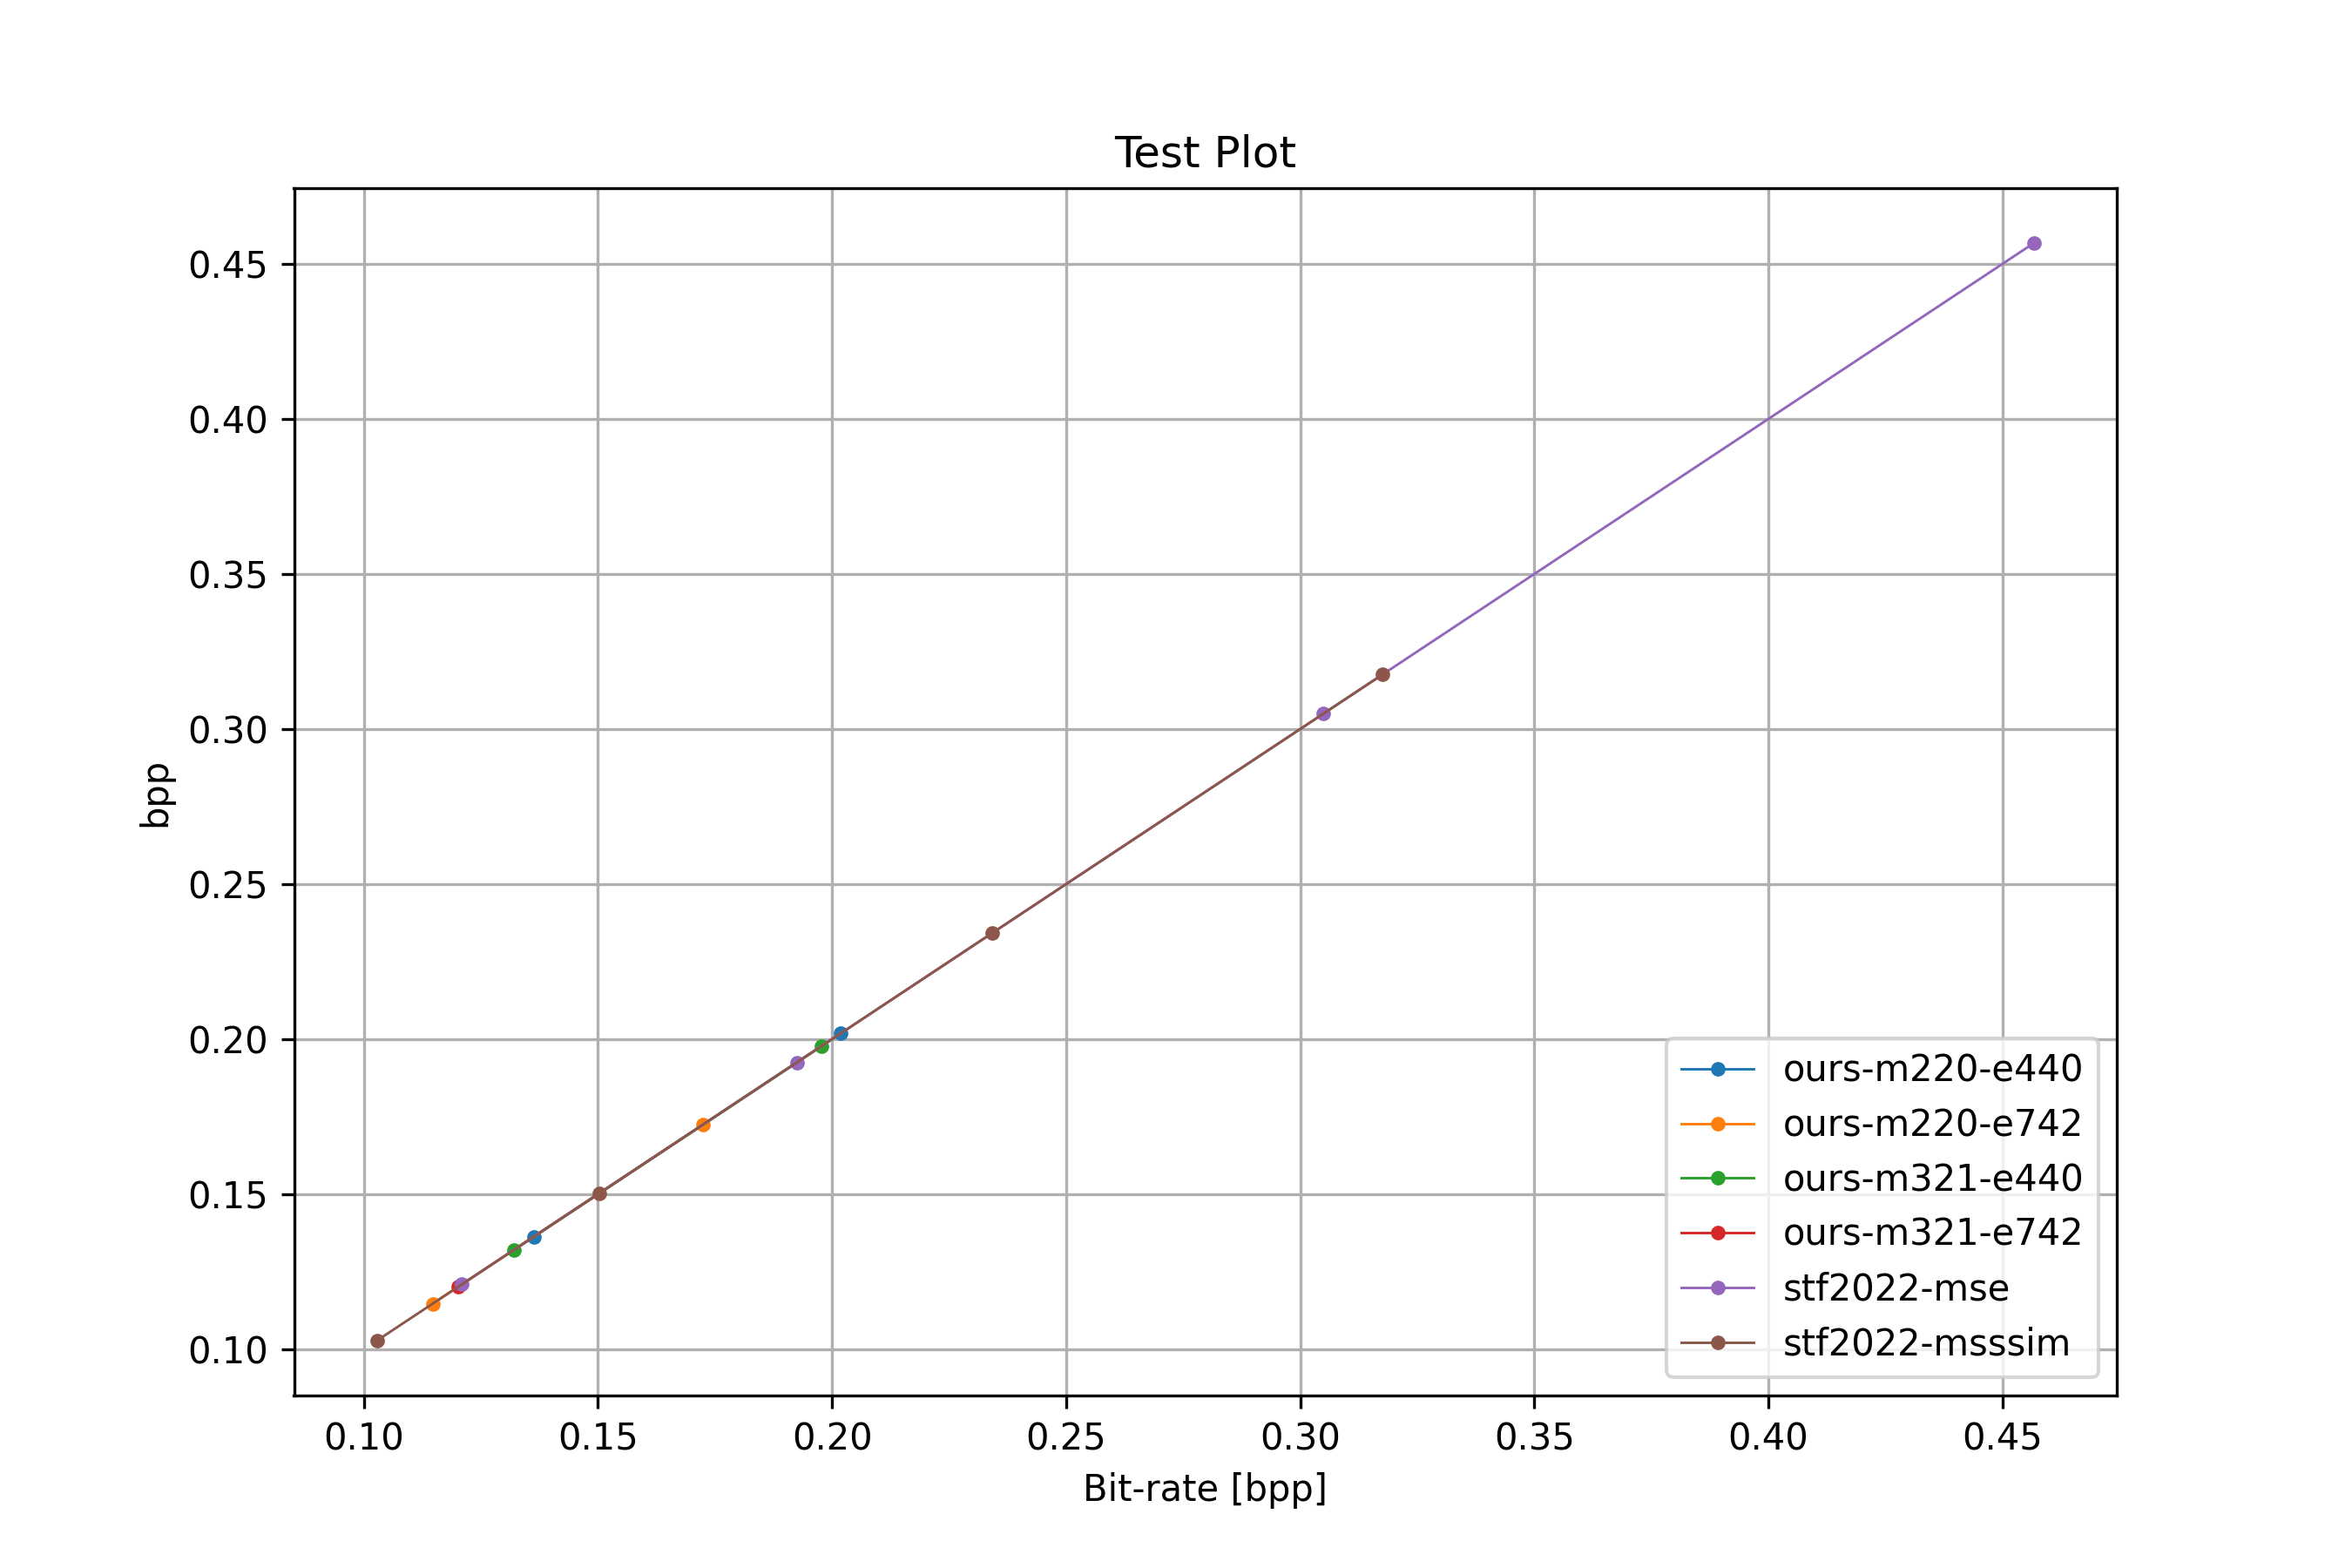 Test Plot
0.45
0.40
0.35
0.30
0.25
0.20
0.15
0.10
bpp
ours-m220-e440
ours-m220-e742
ours-m321-e440
ours-m321-e742
stf2022-mse
stf2022-msssim
0.10 0.15 0.20 0.25 0.30 0.35 0.40 0.45
Bit-rate [bpp]